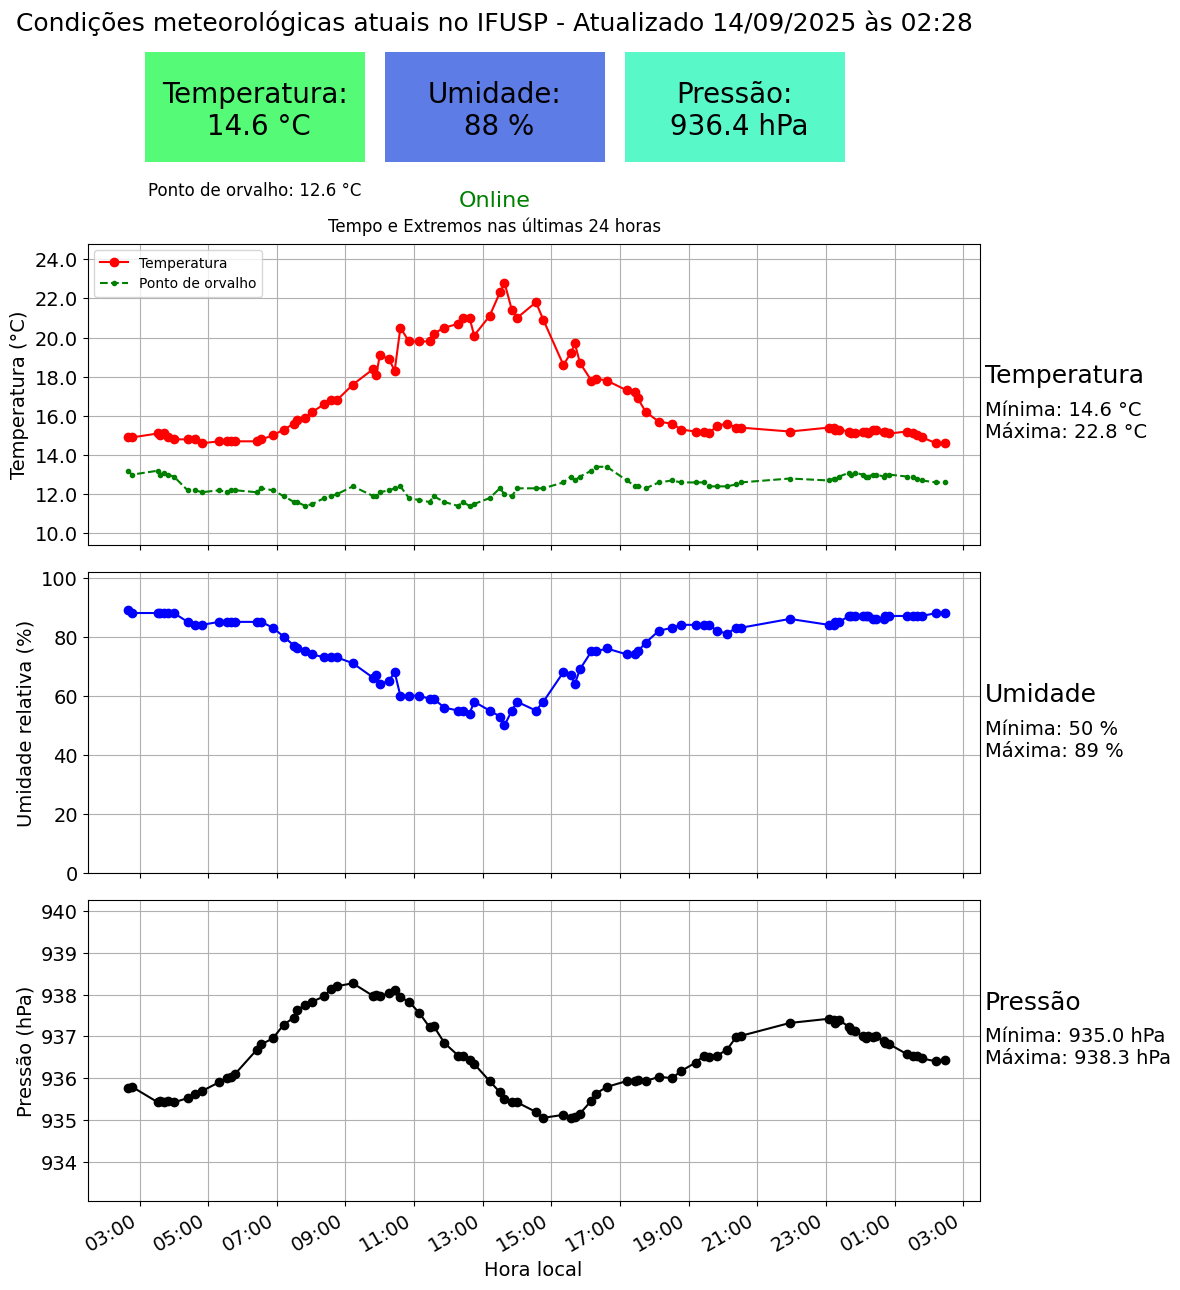 Condições meteorológicas atuais no IFUSP - Atualizado 14/09/2025 às 02:28
Temperatura:
14.6 °C
Umidade:
88 %
Pressão:
936.4 hPa
Ponto de orvalho: 12.6 °C
Online
Tempo e Extremos nas últimas 24 horas
Temperatura (°C)
24.0
22.0
20.0
18.0
16.0
14.0
12.0
10.0
Temperatura
Ponto de orvalho
Temperatura
Mínima: 14.6 °C
Máxima: 22.8 °C
Umidade relativa (%)
100
80
60
40
20
0
Umidade
Mínima: 50 %
Máxima: 89 %
Pressão (hPa)
940
939
938
937
936
935
934
Pressão
Mínima: 935.0 hPa
Máxima: 938.3 hPa
03:00
05:00
07:00
09:00
11:00
13:00
15:00
17:00
19:00
21:00
23:00
01:00
03:00
Hora local